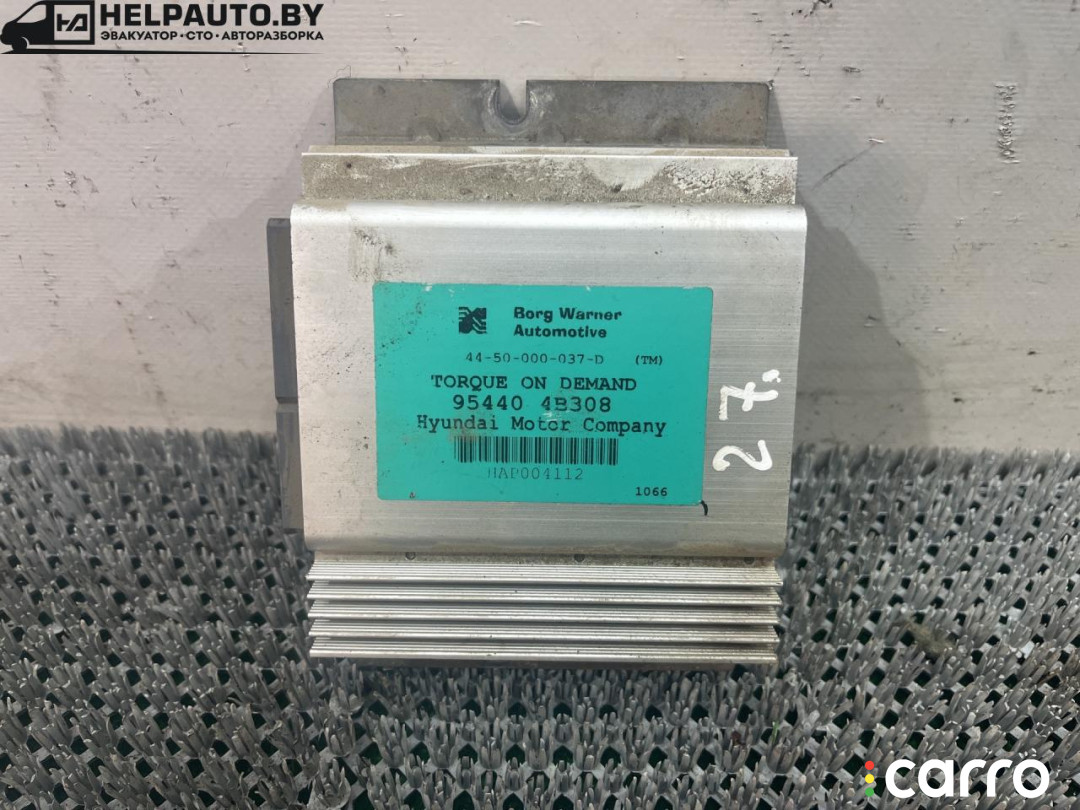 HELPAUTO.BY
ЭВАКУАТОР • СТО • АВТОРАЗБОРКА
Borg Warner
Automotive
44-50-000-037-D (TM)
TORQUE ON DEMAND
95440 4B308
Hyundai Motor Company
HAP004112
1066
27.
carro